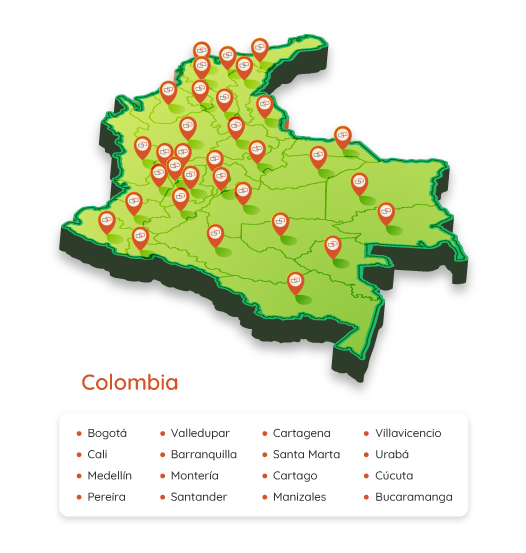 Colombia
Bogotá
Valledupar
Cartagena
Villavicencio
Cali
Barranquilla
Santa Marta
Urabá
Medellín
Montería
Cartago
Cúcuta
Pereira
Santander
Manizales
Bucaramanga